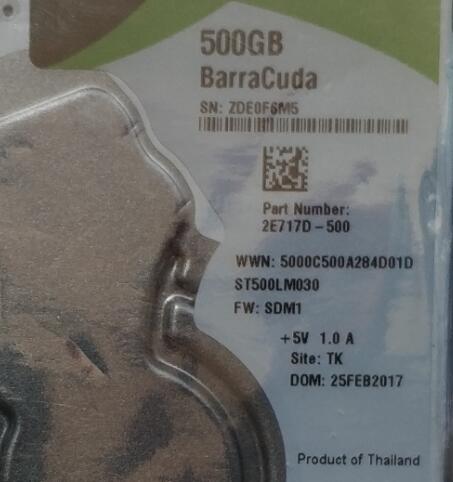 500GB
BarraCuda
SN: ZDE0F6M5
Part Number:
2E717D-500
WWN: 5000C500A284D01D
ST500LM030
FW: SDM1
+5V 1.0 A
Site: TK
DOM: 25FEB2017
Product of Thailand